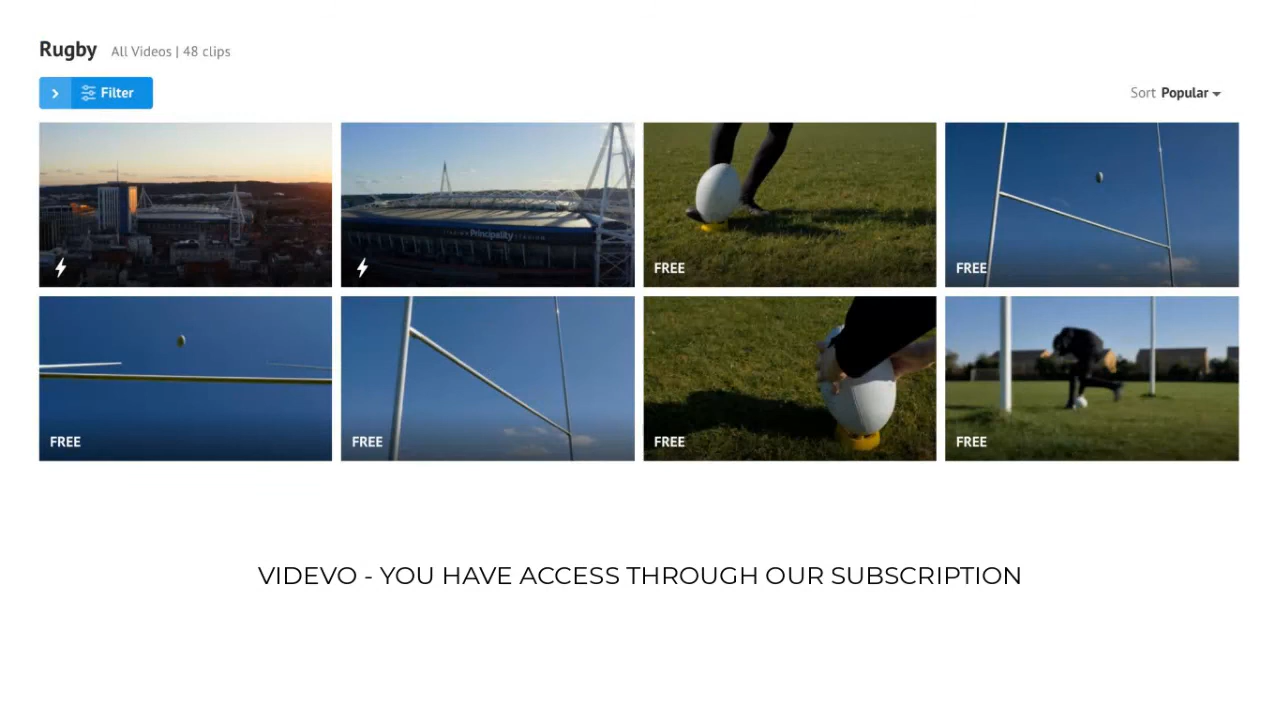 Rugby All Videos | 48 clips
Filter
Sort Popular
Principality
FREE
FREE
FREE
FREE
FREE
FREE
VIDEVO - YOU HAVE ACCESS THROUGH OUR SUBSCRIPTION